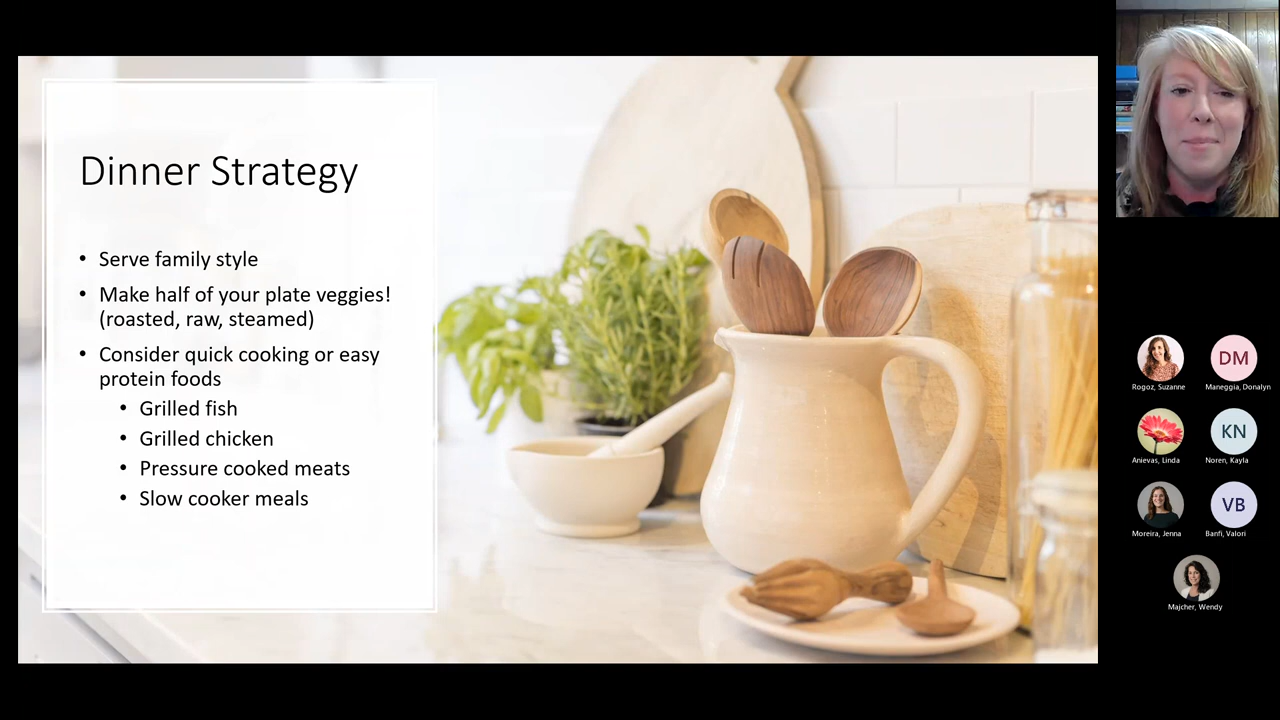 Dinner Strategy
• Serve family style
• Make half of your plate veggies!
(roasted, raw, steamed)
• Consider quick cooking or easy
protein foods
• Grilled fish
• Grilled chicken
• Pressure cooked meats
• Slow cooker meals
DM
Rogoz, Suzanne
Maneggia, Donalyn
KN
Anievas, Linda
Noren, Kayla
VB
Moreira, Jenna
Banfi, Valori
Majcher, Wendy